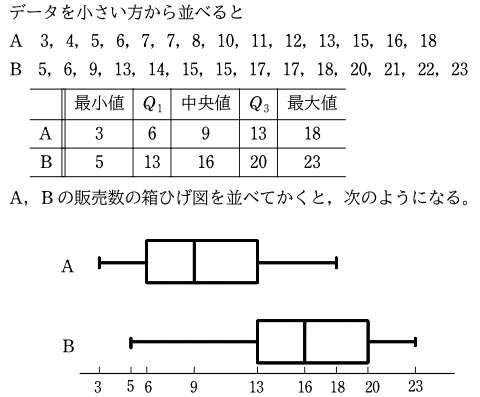 データを小さい方から並べると
A 3, 4, 5, 6, 7, 7, 8, 10, 11, 12, 13, 15, 16, 18
B 5, 6, 9, 13, 14, 15, 15, 17, 17, 18, 20, 21, 22, 23
最小値 Q₁ 中央値 Q₃ 最大値
A 3 6 9 13 18
B 5 13 16 20 23
A, Bの販売数の箱ひげ図を並べてかくと，次のようになる。
A
B
3 5 6 9 13 16 18 20 23